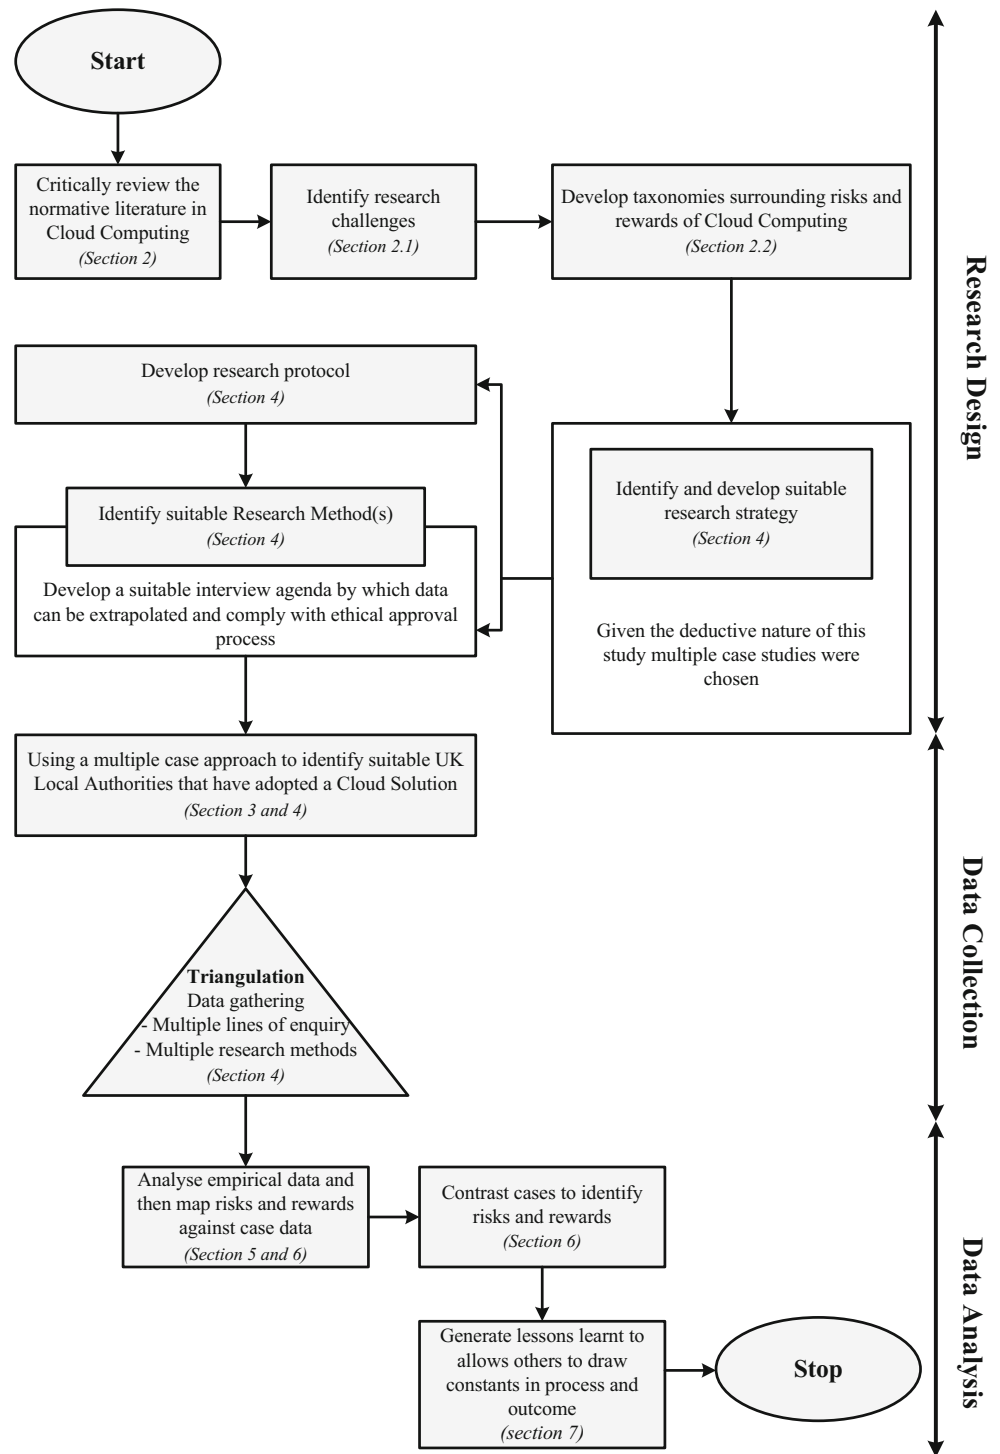 Start
Critically review the
normative literature in
Cloud Computing
(Section 2)
Identify research
challenges
(Section 2.1)
Develop taxonomies surrounding risks and
rewards of Cloud Computing
(Section 2.2)
Research Design
Develop research protocol
(Section 4)
Identify and develop suitable
research strategy
(Section 4)
Given the deductive nature of this
study multiple case studies were
chosen
Identify suitable Research Method(s)
(Section 4)
Develop a suitable interview agenda by which data
can be extrapolated and comply with ethical approval
process
Using a multiple case approach to identify suitable UK
Local Authorities that have adopted a Cloud Solution
(Section 3 and 4)
Data Collection
Triangulation
Data gathering
- Multiple lines of enquiry
- Multiple research methods
(Section 4)
Analyse empirical data and
then map risks and rewards
against case data
(Section 5 and 6)
Contrast cases to identify
risks and rewards
(Section 6)
Data Analysis
Generate lessons learnt to
allows others to draw
constants in process and
outcome
(section 7)
Stop